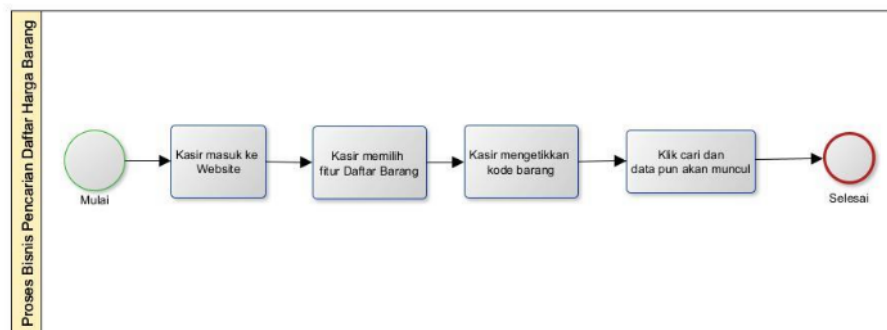 Proses Bisnis Pencarian Daftar Harga Barang
Mulai
Kasir masuk ke
Website
Kasir memilih
fitur Daftar Barang
Kasir mengetikkan
kode barang
Klik cari dan
data pun akan muncul
Selesai